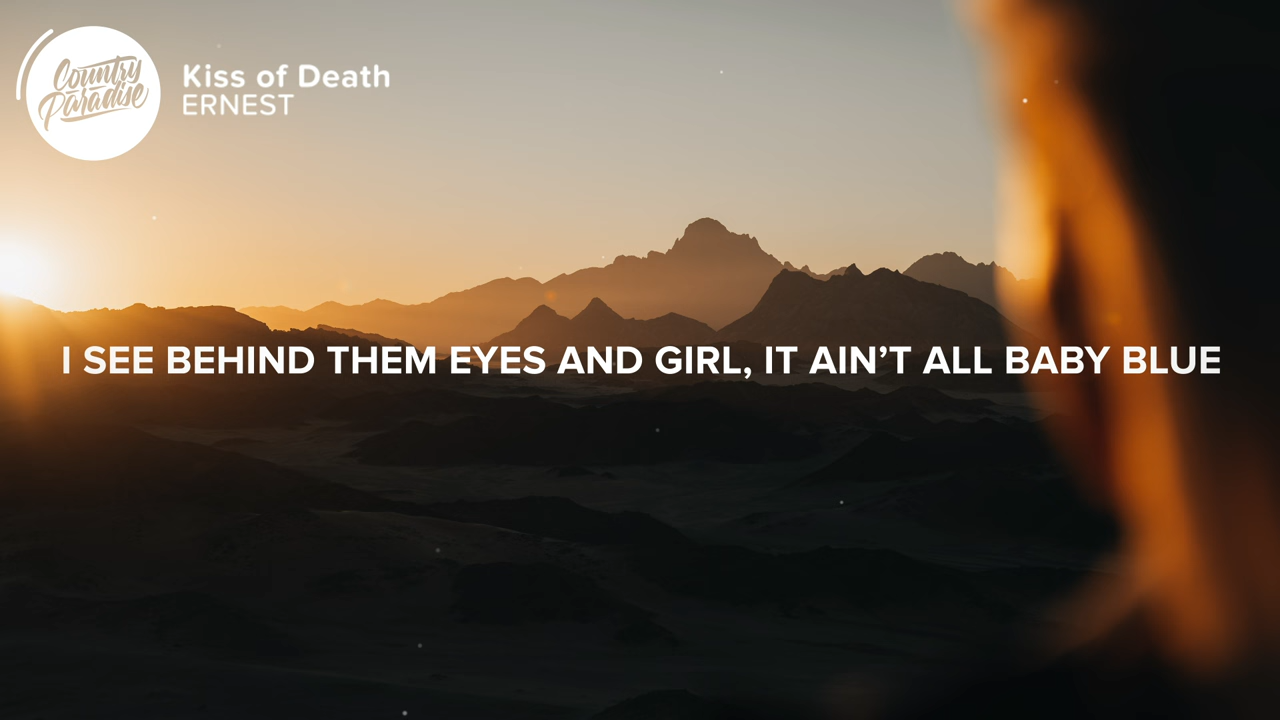 Country
Paradise
Kiss of Death
ERNEST
I SEE BEHIND THEM EYES AND GIRL, IT AIN’T ALL BABY BLUE